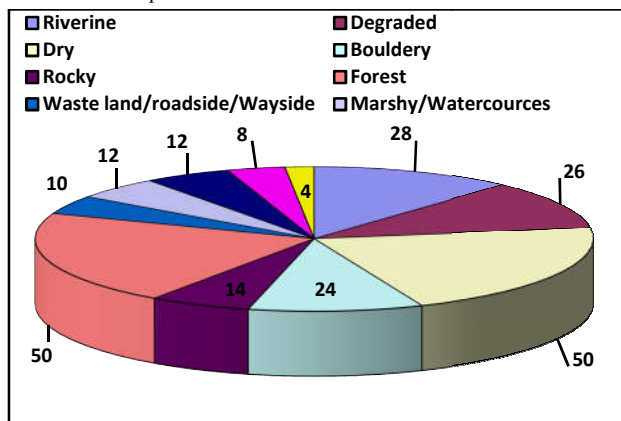 Riverine Degraded
Dry Bouldery
Rocky Forest
Waste land/roadside/Wayside Marshy/Watercources
28
26
50
24
14
50
10
12
12
8
4